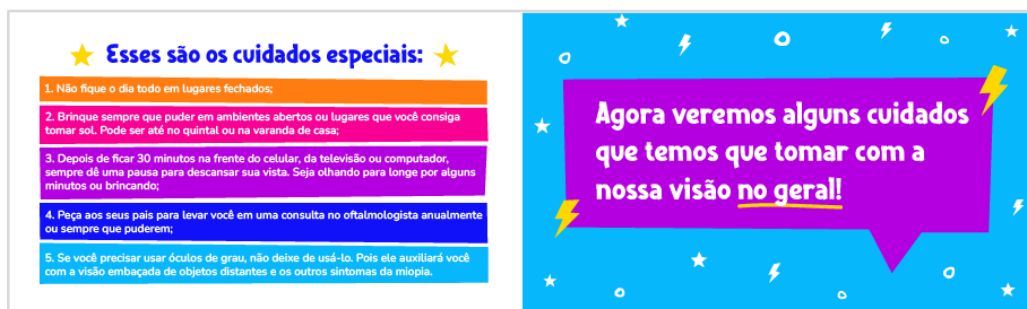 Esses são os cuidados especiais:
1. Não fique o dia todo em lugares fechados;
2. Brinque sempre que puder em ambientes abertos ou lugares que você consiga
tomar sol. Pode ser até no quintal ou na varanda de casa;
3. Depois de ficar 30 minutos na frente do celular, da televisão ou computador,
sempre dê uma pausa para descansar sua vista. Seja olhando para longe por alguns
minutos ou brincando;
4. Peça aos seus pais para levar você em uma consulta no oftalmologista anualmente
ou sempre que puderem;
5. Se você precisar usar óculos de grau, não deixe de usá-lo. Pois ele auxiliará você
com a visão embaçada de objetos distantes e os outros sintomas da miopia.
Agora veremos alguns cuidados
que temos que tomar com a
nossa visão no geral!